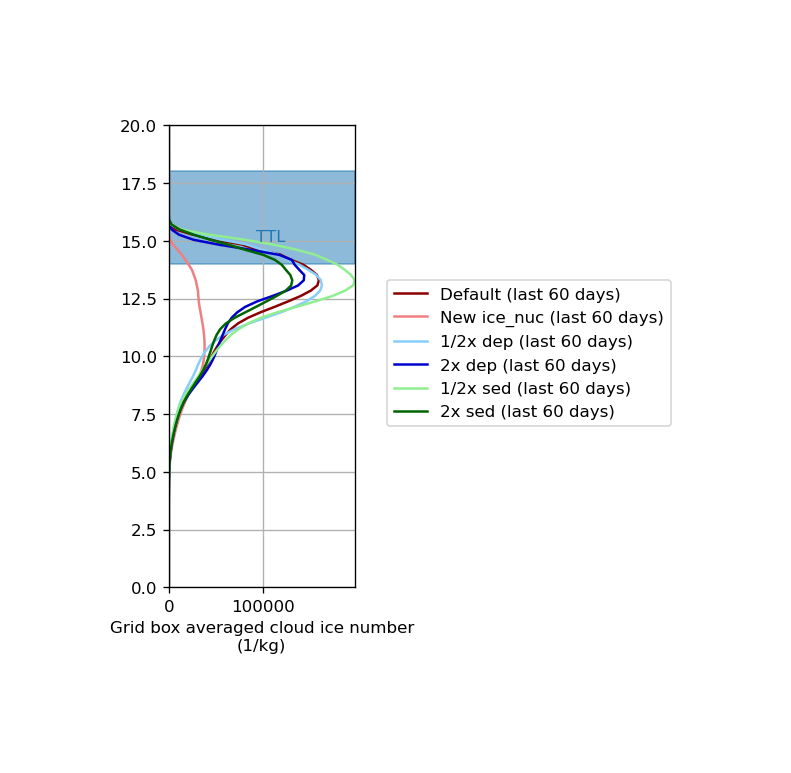 20.0
17.5
15.0
12.5
10.0
7.5
5.0
2.5
0.0
TTL
0
100000
Grid box averaged cloud ice number
(1/kg)
Default (last 60 days)
New ice_nuc (last 60 days)
1/2x dep (last 60 days)
2x dep (last 60 days)
1/2x sed (last 60 days)
2x sed (last 60 days)